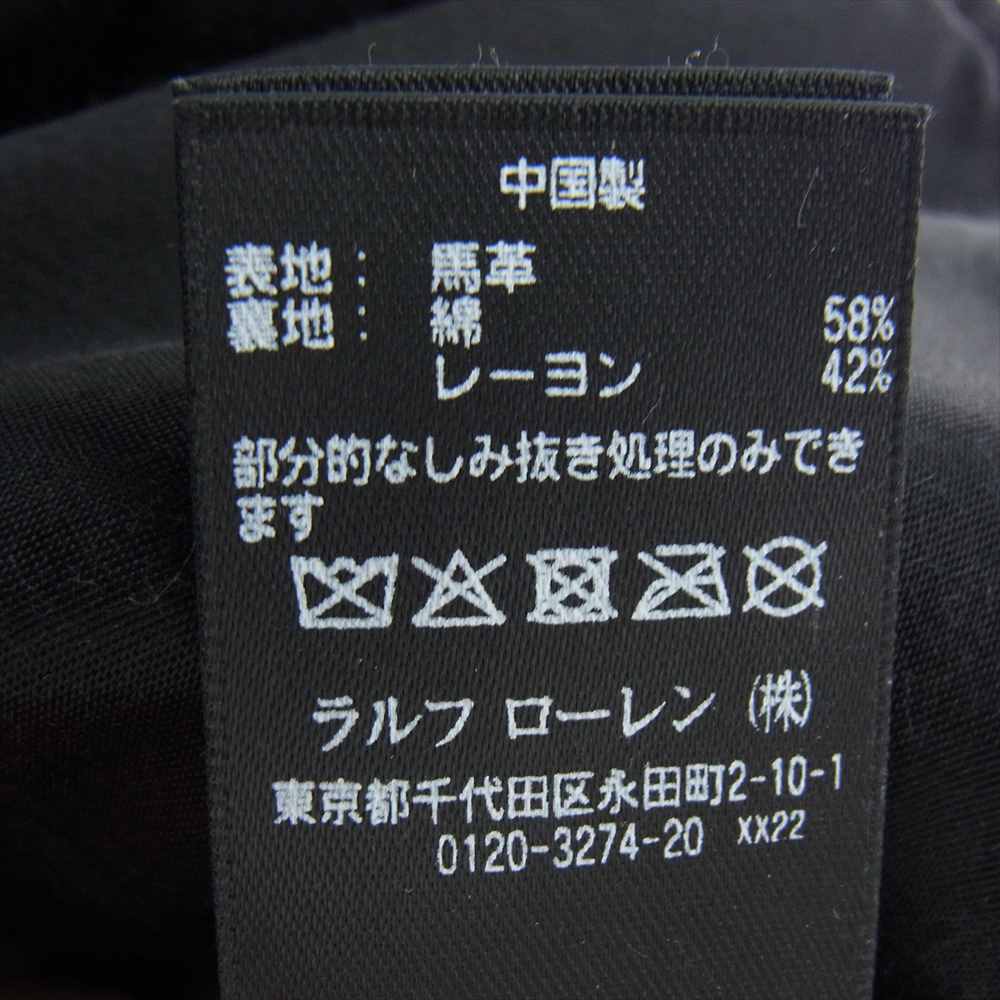 中国製
表地： 馬革
裏地： 綿 58%
レーヨン 42%
部分的なしみ抜き処理のみでき
ます
ラルフ ローレン (株)
東京都千代田区永田町2-10-1
0120-3274-20 XX22